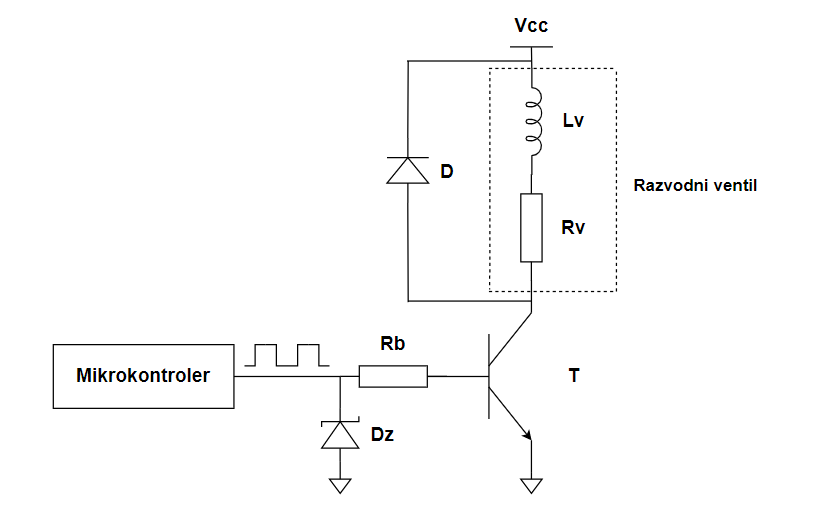 Vcc
Lv
D
Razvodni ventil
Rv
Rb
Mikrokontroler
T
Dz